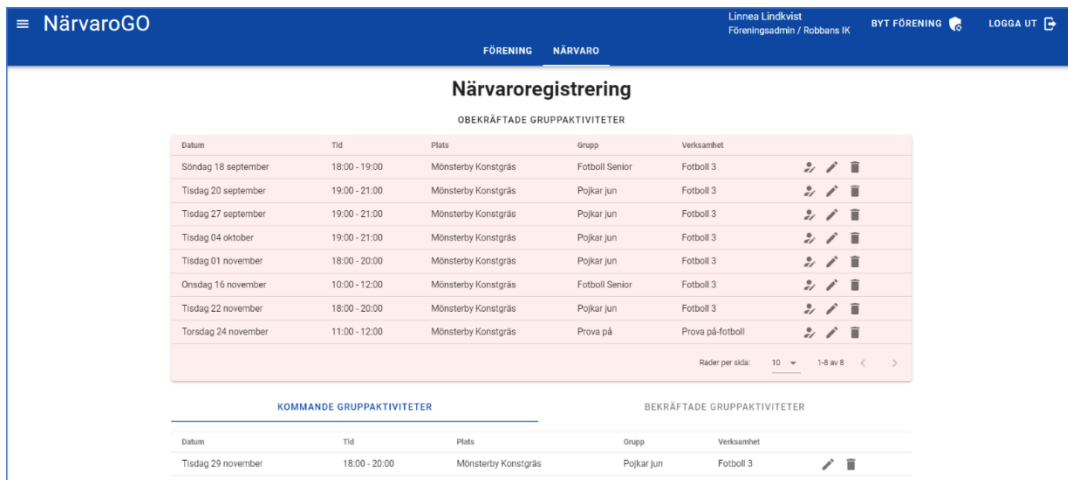 NärvaroGO
Linnea Lindkvist
Föreningsadmin / Robbans IK
BYT FÖRENING
LOGGA UT
FÖRENING NÄRVARO
Närvaroregistrering
OBEKRÄFTADE GRUPPAKTIVITETER
Datum Tid Plats Grupp Verksamhet
Söndag 18 september 18:00 - 19:00 Mönsterby Konstgräs Fotboll Senior Fotboll 3
Tisdag 20 september 19:00 - 21:00 Mönsterby Konstgräs Pojkar jun Fotboll 3
Tisdag 27 september 19:00 - 21:00 Mönsterby Konstgräs Pojkar jun Fotboll 3
Tisdag 04 oktober 19:00 - 21:00 Mönsterby Konstgräs Pojkar jun Fotboll 3
Tisdag 01 november 18:00 - 20:00 Mönsterby Konstgräs Pojkar jun Fotboll 3
Onsdag 16 november 10:00 - 12:00 Mönsterby Konstgräs Fotboll Senior Fotboll 3
Tisdag 22 november 18:00 - 20:00 Mönsterby Konstgräs Pojkar jun Fotboll 3
Torsdag 24 november 11:00 - 12:00 Mönsterby Konstgräs Prova på Prova på-fotboll
Rader per sida: 10 1-8 av 8
KOMMANDE GRUPPAKTIVITETER BEKRÄFTADE GRUPPAKTIVITETER
Datum Tid Plats Grupp Verksamhet
Tisdag 29 november 18:00 - 20:00 Mönsterby Konstgräs Pojkar jun Fotboll 3